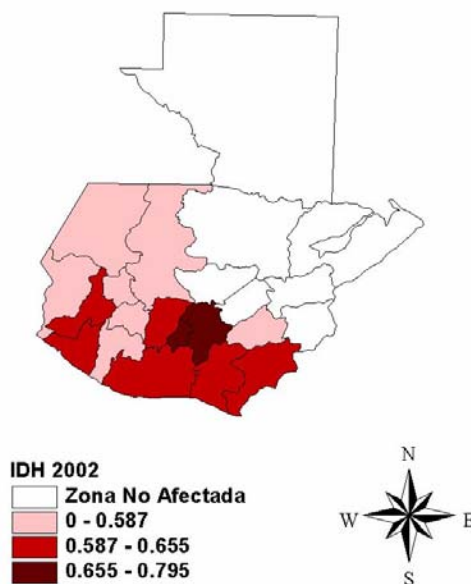 IDH 2002
Zona No Afectada
0 - 0.587
0.587 - 0.655
0.655 - 0.795
N
W E
S